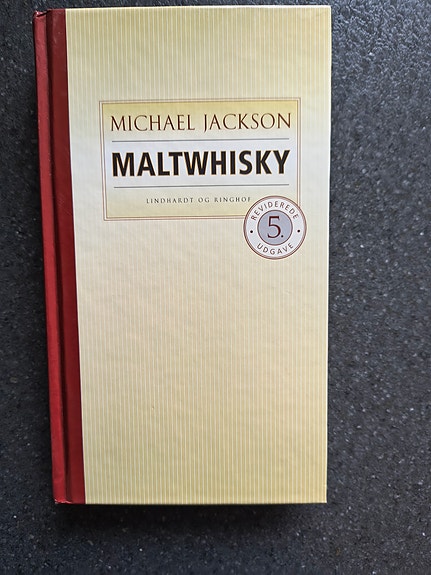 MICHAEL JACKSON
MALTWHISKY
LINDHARDT OG RINGHOF
REVIDEREDE
5.
UDGAVE